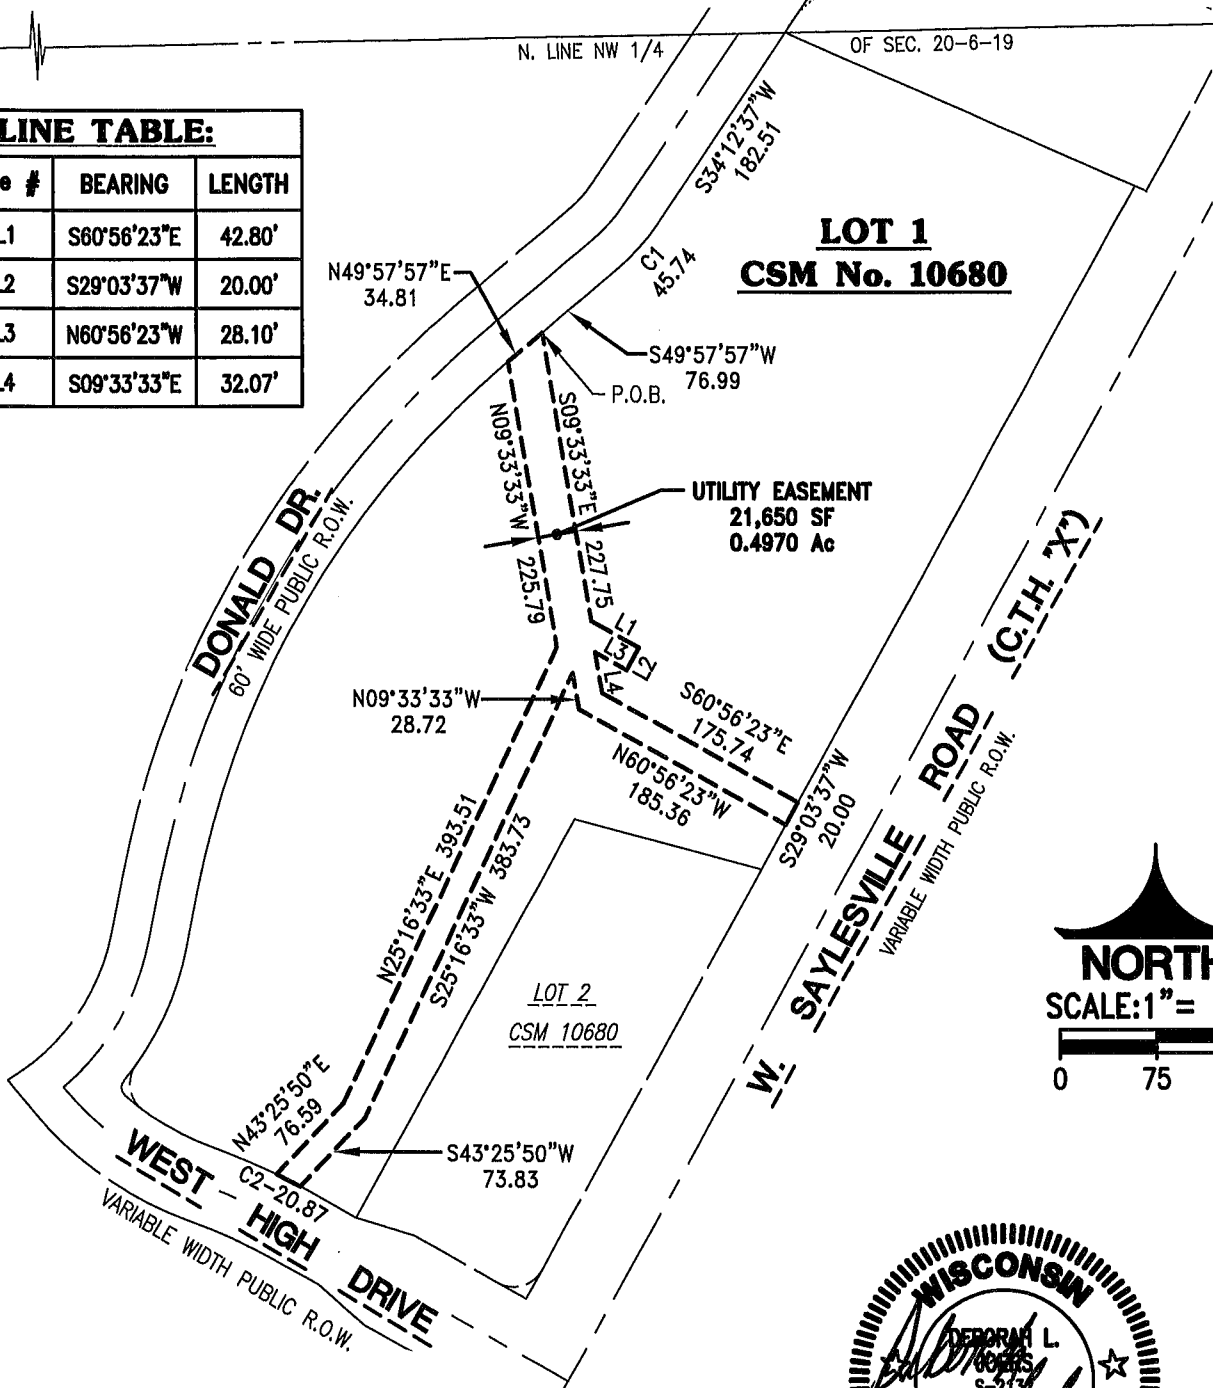 N. LINE NW 1/4 OF SEC. 20-6-19
LINE TABLE:
e # BEARING LENGTH
L1 S60°56'23"E 42.80'
L2 S29°03'37"W 20.00'
L3 N60°56'23"W 28.10'
L4 S09°33'33"E 32.07'
S34°12'37"W
182.51
LOT 1
CSM No. 10680
C1
45.74
N49°57'57"E
34.81
S49°57'57"W
76.99
P.O.B.
N09°33'33"W 225.79
S09°33'33"E 227.75
UTILITY EASEMENT
21,650 SF
0.4970 Ac
DONALD DR.
60' WIDE PUBLIC R.O.W.
L1
L3
L2
L4
N09°33'33"W
28.72
S60°56'23"E
175.74
N60°56'23"W
185.36
S29°03'37"W
20.00
W. SAYLESVILLE ROAD (C.T.H. "X")
VARIABLE WIDTH PUBLIC R.O.W.
N25°16'33"E 393.51
S25°16'33"W 383.73
LOT 2
CSM 10680
NORTH
SCALE:1"=
0 75
N43°25'50"E
76.59
S43°25'50"W
73.83
C2-20.87
WEST HIGH DRIVE
VARIABLE WIDTH PUBLIC R.O.W.
WISCONSIN
DEBORAH L.